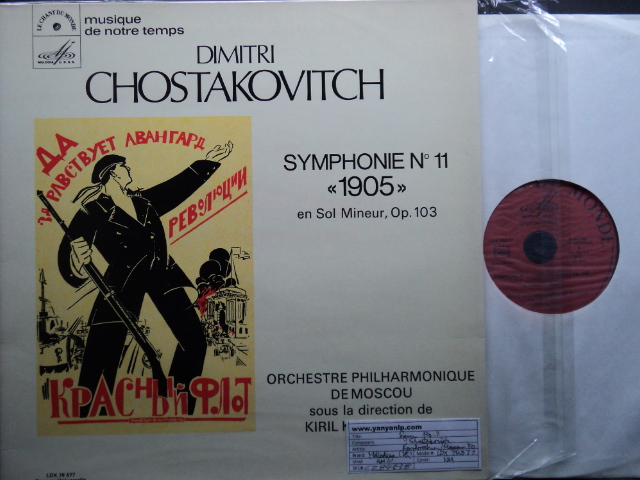 LE CHANT DU MONDE
musique
de notre temps
DIMITRI
CHOSTAKOVITCH
ДА
ЗДРАВСТВУЕТ АВАНГАРД
РЕВОЛЮЦИИ
КРАСНЫЙ ФЛОТ
SYMPHONIE N° 11
«1905»
en Sol Mineur, Op. 103
ORCHESTRE PHILHARMONIQUE
DE MOSCOU
sous la direction de
KIRIL
www.yanyanlp.com
LDX 78 677
MONDE